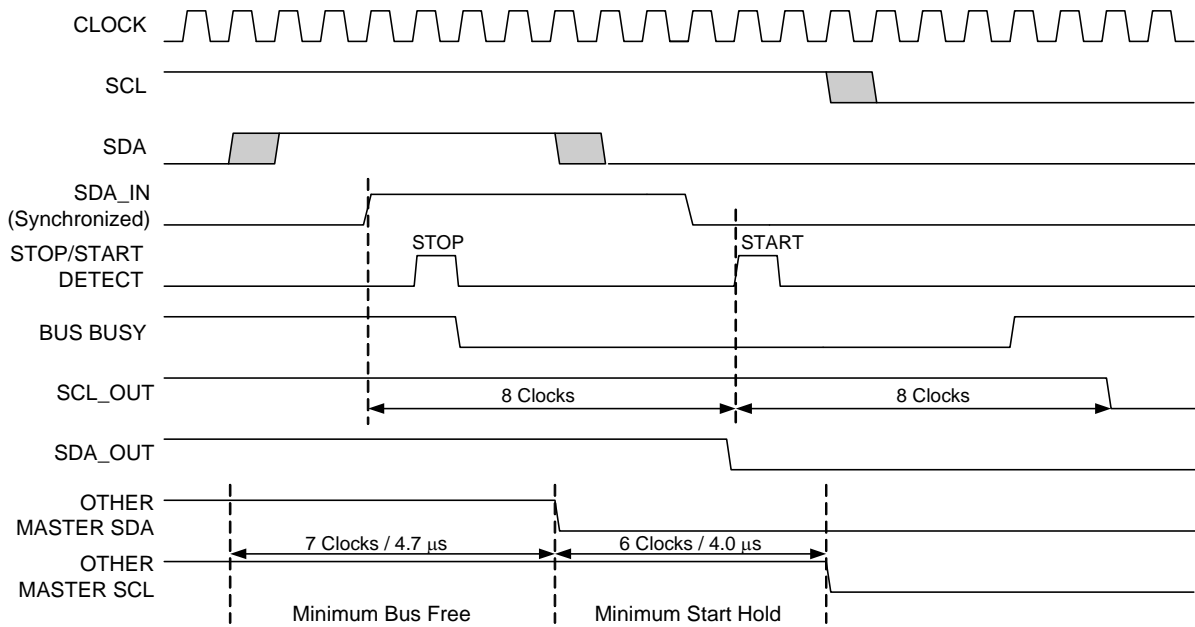 CLOCK
SCL
SDA
SDA_IN
(Synchronized)
STOP/START
DETECT
STOP
START
BUS BUSY
SCL_OUT
8 Clocks
8 Clocks
SDA_OUT
OTHER
MASTER SDA
7 Clocks / 4.7 μs
6 Clocks / 4.0 μs
OTHER
MASTER SCL
Minimum Bus Free
Minimum Start Hold